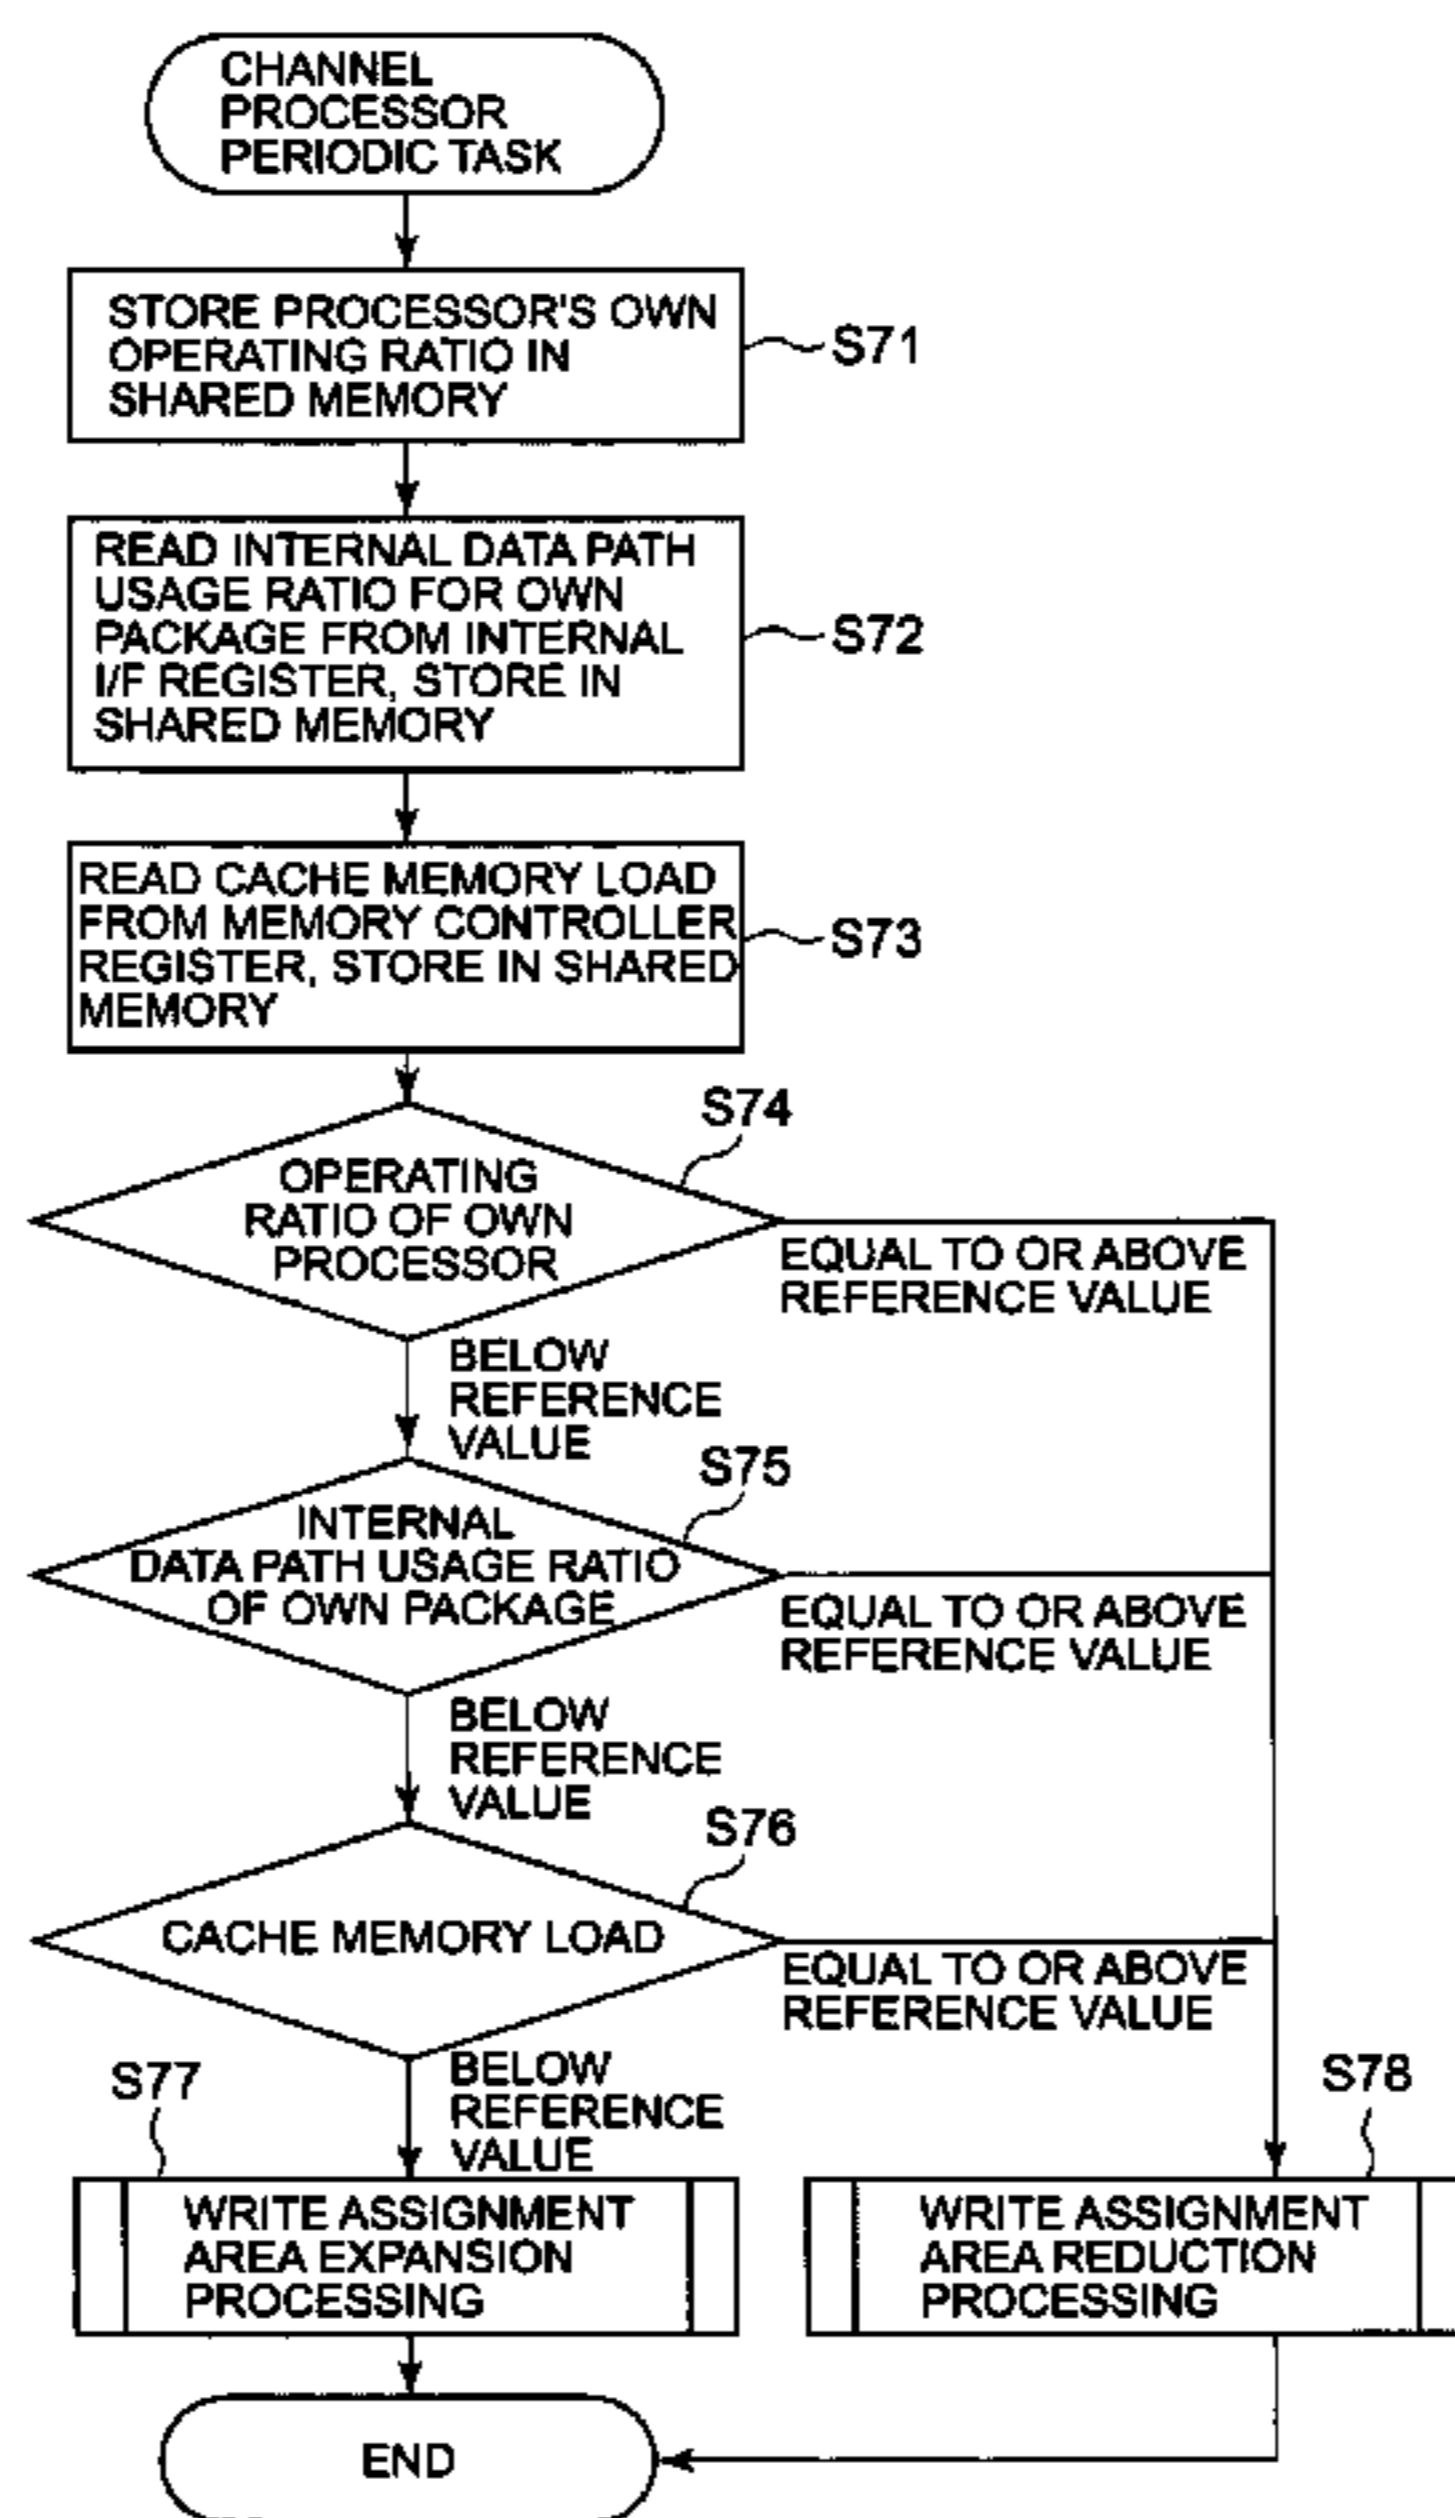 CHANNEL
PROCESSOR
PERIODIC TASK
STORE PROCESSOR'S OWN
OPERATING RATIO IN
SHARED MEMORY
S71
READ INTERNAL DATA PATH
USAGE RATIO FOR OWN
PACKAGE FROM INTERNAL
I/F REGISTER, STORE IN
SHARED MEMORY
S72
READ CACHE MEMORY LOAD
FROM MEMORY CONTROLLER
REGISTER, STORE IN SHARED
MEMORY
S73
S74
OPERATING
RATIO OF OWN
PROCESSOR
EQUAL TO OR ABOVE
REFERENCE VALUE
BELOW
REFERENCE
VALUE
S75
INTERNAL
DATA PATH USAGE RATIO
OF OWN PACKAGE
EQUAL TO OR ABOVE
REFERENCE VALUE
BELOW
REFERENCE
VALUE
S76
CACHE MEMORY LOAD
EQUAL TO OR ABOVE
REFERENCE VALUE
BELOW
REFERENCE
VALUE
S77
S78
WRITE ASSIGNMENT
AREA EXPANSION
PROCESSING
WRITE ASSIGNMENT
AREA REDUCTION
PROCESSING
END